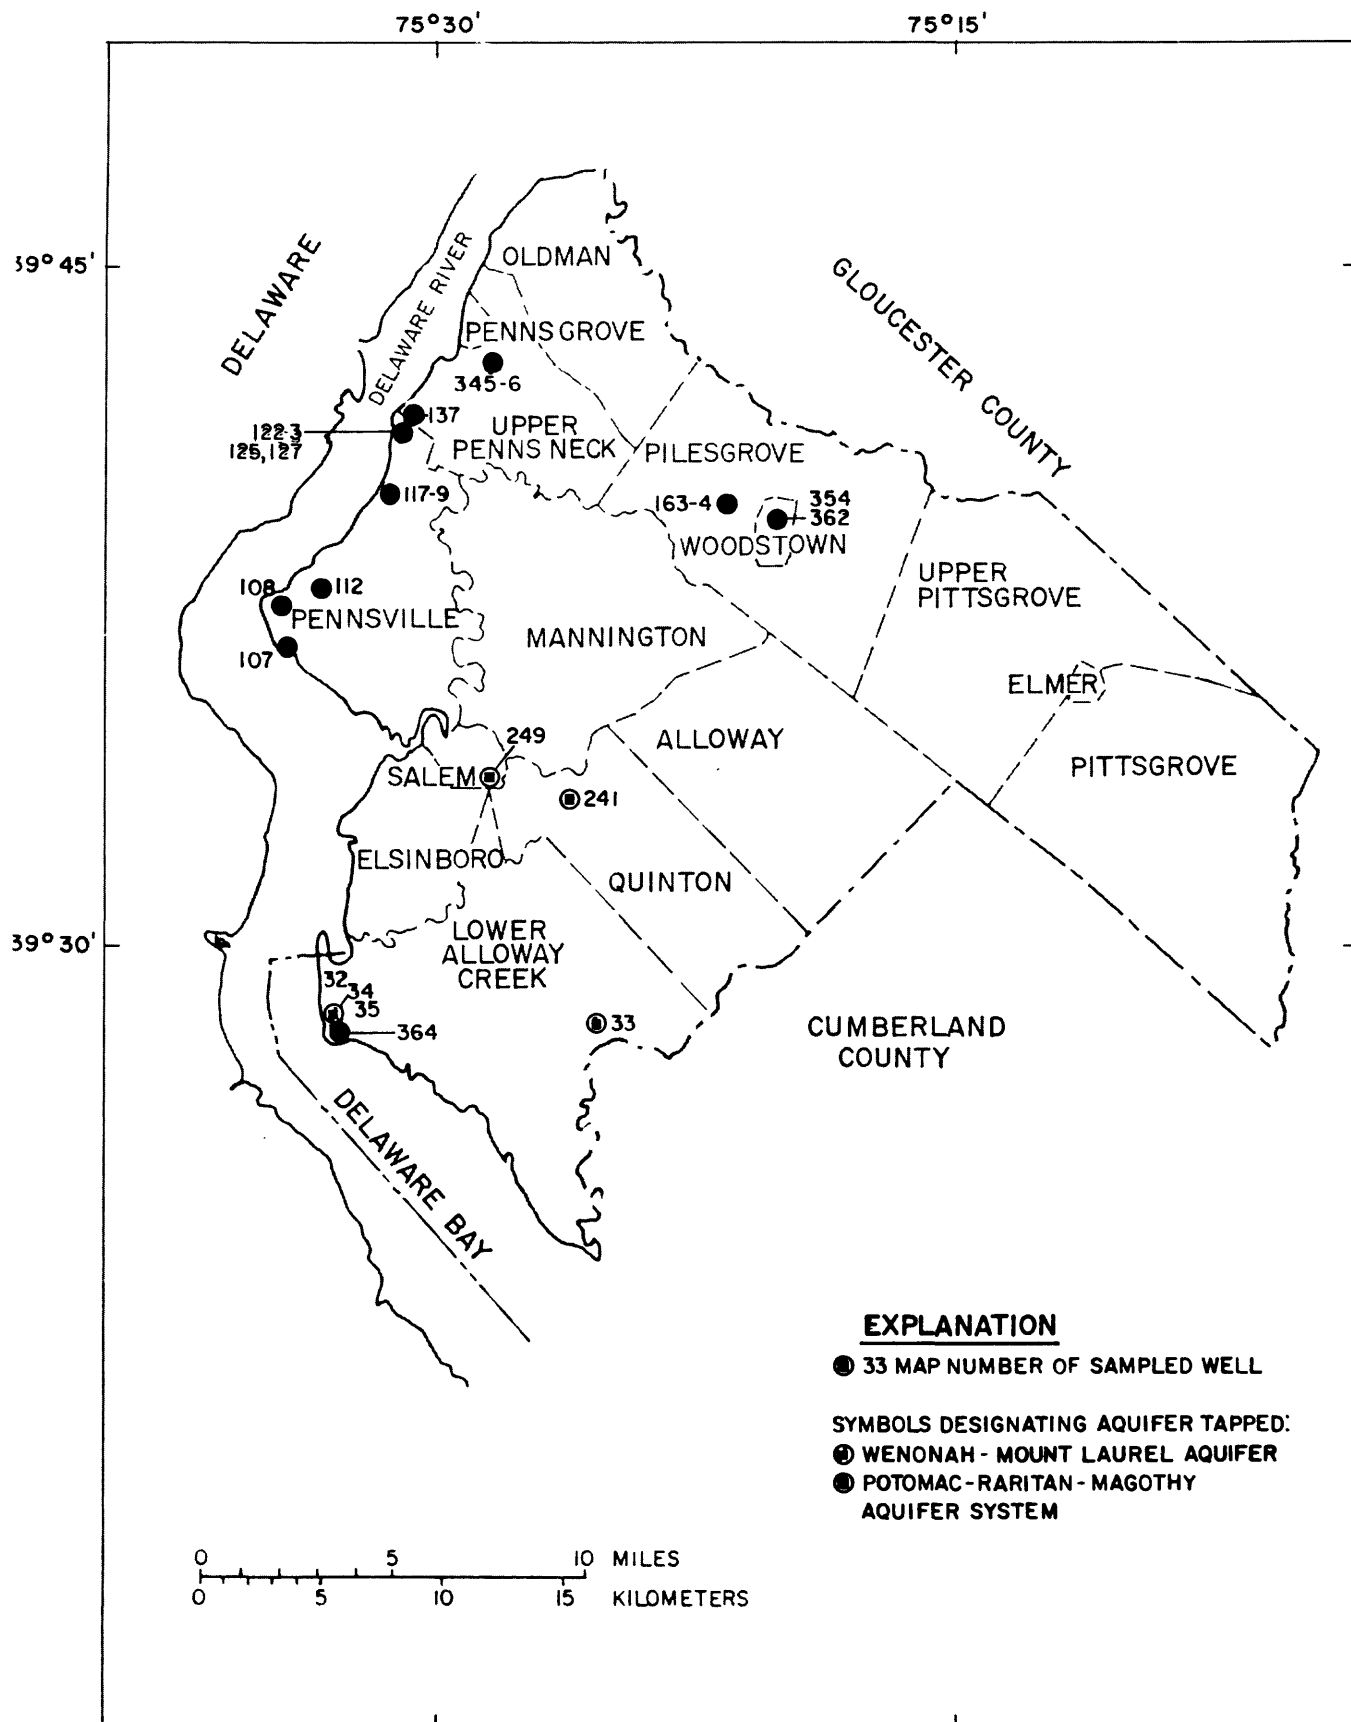 75°30'
75°15'
39°45'
DELAWARE
DELAWARE RIVER
OLDMAN
GLOUCESTER COUNTY
PENNS GROVE
345-6
137
122-3
125,127
UPPER
PENNS NECK
PILESGROVE
117-9
163-4
354
362
WOODSTOWN
108
112
PENNSVILLE
107
UPPER
PITTSGROVE
MANNINGTON
ELMER
249
ALLOWAY
SALEM
241
PITTSGROVE
ELSINBORO
QUINTON
39°30'
LOWER
ALLOWAY
CREEK
32
34
35
364
33
CUMBERLAND
COUNTY
DELAWARE BAY
EXPLANATION
33 MAP NUMBER OF SAMPLED WELL
SYMBOLS DESIGNATING AQUIFER TAPPED:
WENONAH - MOUNT LAUREL AQUIFER
POTOMAC-RARITAN-MAGOTHY
AQUIFER SYSTEM
0 5 10 MILES
0 5 10 15 KILOMETERS